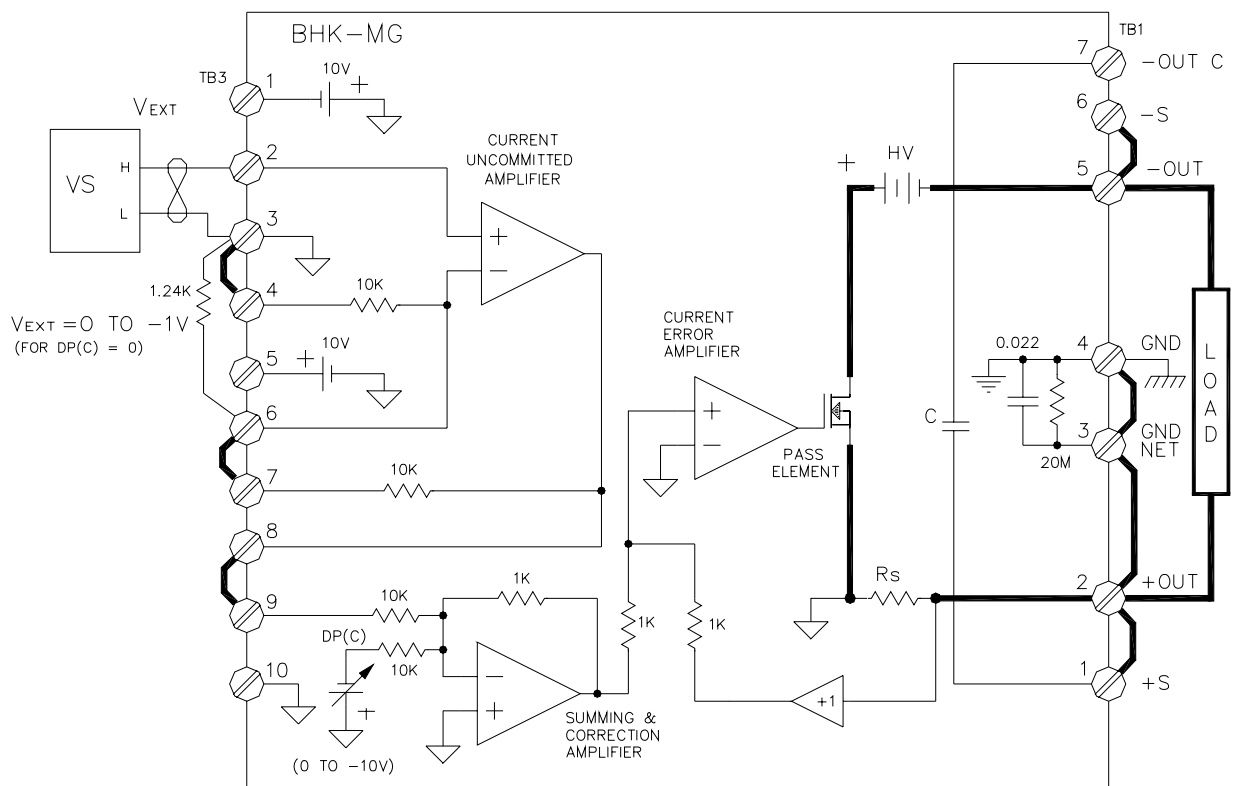 BHK-MG
TB1
TB3
VEXT
VS
H
L
1
10V
+
2
3
4
5
6
7
8
9
10
1.24K
VEXT =0 TO -1V
(FOR DP(C) = 0)
10K
+
10V
10K
CURRENT
UNCOMMITTED
AMPLIFIER
+
−
10K
DP(C)
10K
+
(0 TO -10V)
1K
−
+
SUMMING &
CORRECTION
AMPLIFIER
CURRENT
ERROR
AMPLIFIER
+
−
PASS
ELEMENT
1K
1K
+1
+
HV
Rs
C
0.022
20M
7
-OUT C
6
-S
5
-OUT
4
GND
3
GND
NET
2
+OUT
1
+S
LOAD